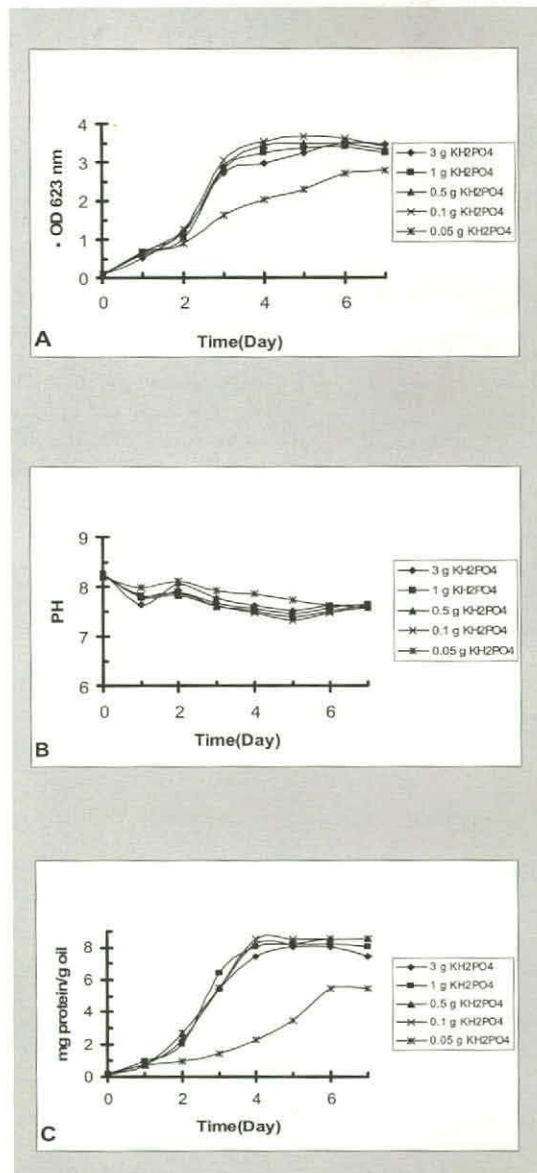 4
3
2
1
0
• OD 623 nm
0 2 4 6
Time(Day)
3 g KH2PO4
1 g KH2PO4
0.5 g KH2PO4
0.1 g KH2PO4
0.05 g KH2PO4
A
9
8
7
6
PH
0 2 4 6
Time(Day)
3 g KH2PO4
1 g KH2PO4
0.5 g KH2PO4
0.1 g KH2PO4
0.05 g KH2PO4
B
8
6
4
2
0
mg protein/g oil
0 2 4 6
Time(Day)
3 g KH2PO4
1 g KH2PO4
0.5 g KH2PO4
0.1 g KH2PO4
0.05 g KH2PO4
C